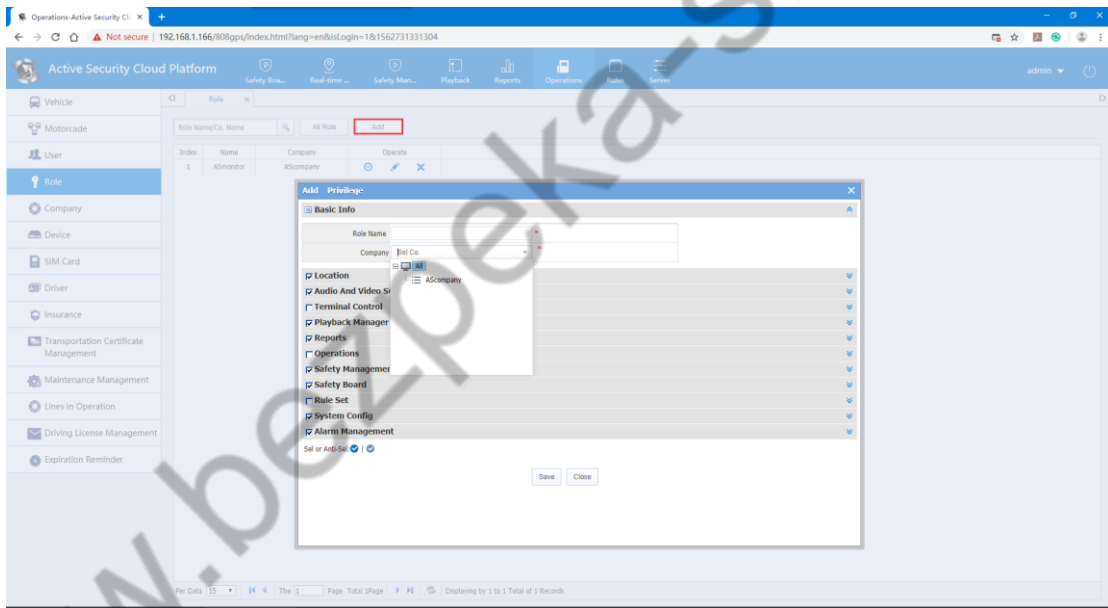 Operations-Active Security Cl
Not secure | 192.168.1.166/808gps/index.html?lang=en&isLogin=1&1562731331304
Active Security Cloud Platform
Safety Boa...
Real-time ...
Safety Man...
Playback
Reports
Operations
Rules
Server
admin
Vehicle
Motorcade
User
Role
Company
Device
SIM Card
Driver
Insurance
Transportation Certificate
Management
Maintenance Management
Lines in Operation
Driving License Management
Expiration Reminder
Role
Role Name/Co. Name
All Role
Add
Index Name Company Operate
1 ASmonitor AScompany
Add Privilege
Basic Info
Role Name *
Company Sel Co. *
All
AScompany
Location
Audio And Video S
Terminal Control
Playback Manager
Reports
Operations
Safety Managemen
Safety Board
Rule Set
System Config
Alarm Management
Sel or Anti-Sel: |
Save Close
Per Data 15 The 1 Page Total 1Page Displaying by 1 to 1 Total of 1 Records
w.bezpeka-s